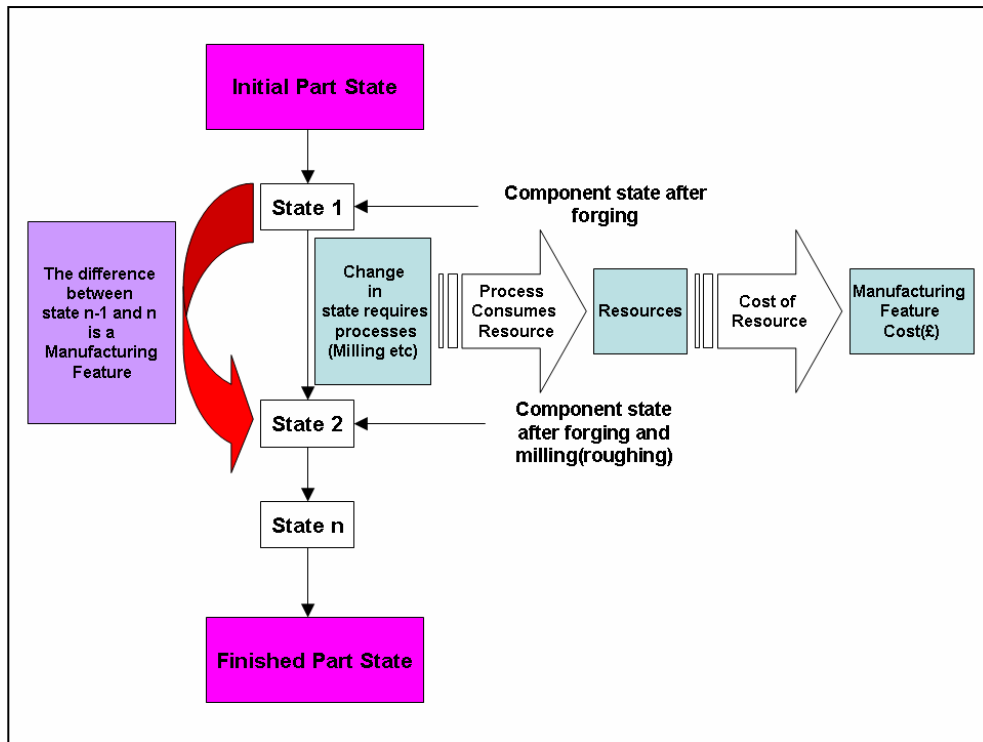 Initial Part State
State 1
Component state after
forging
The difference
between
state n-1 and n
is a
Manufacturing
Feature
Change
in
state requires
processes
(Milling etc)
Process
Consumes
Resource
Resources
Cost of
Resource
Manufacturing
Feature
Cost(£)
State 2
Component state
after forging and
milling(roughing)
State n
Finished Part State